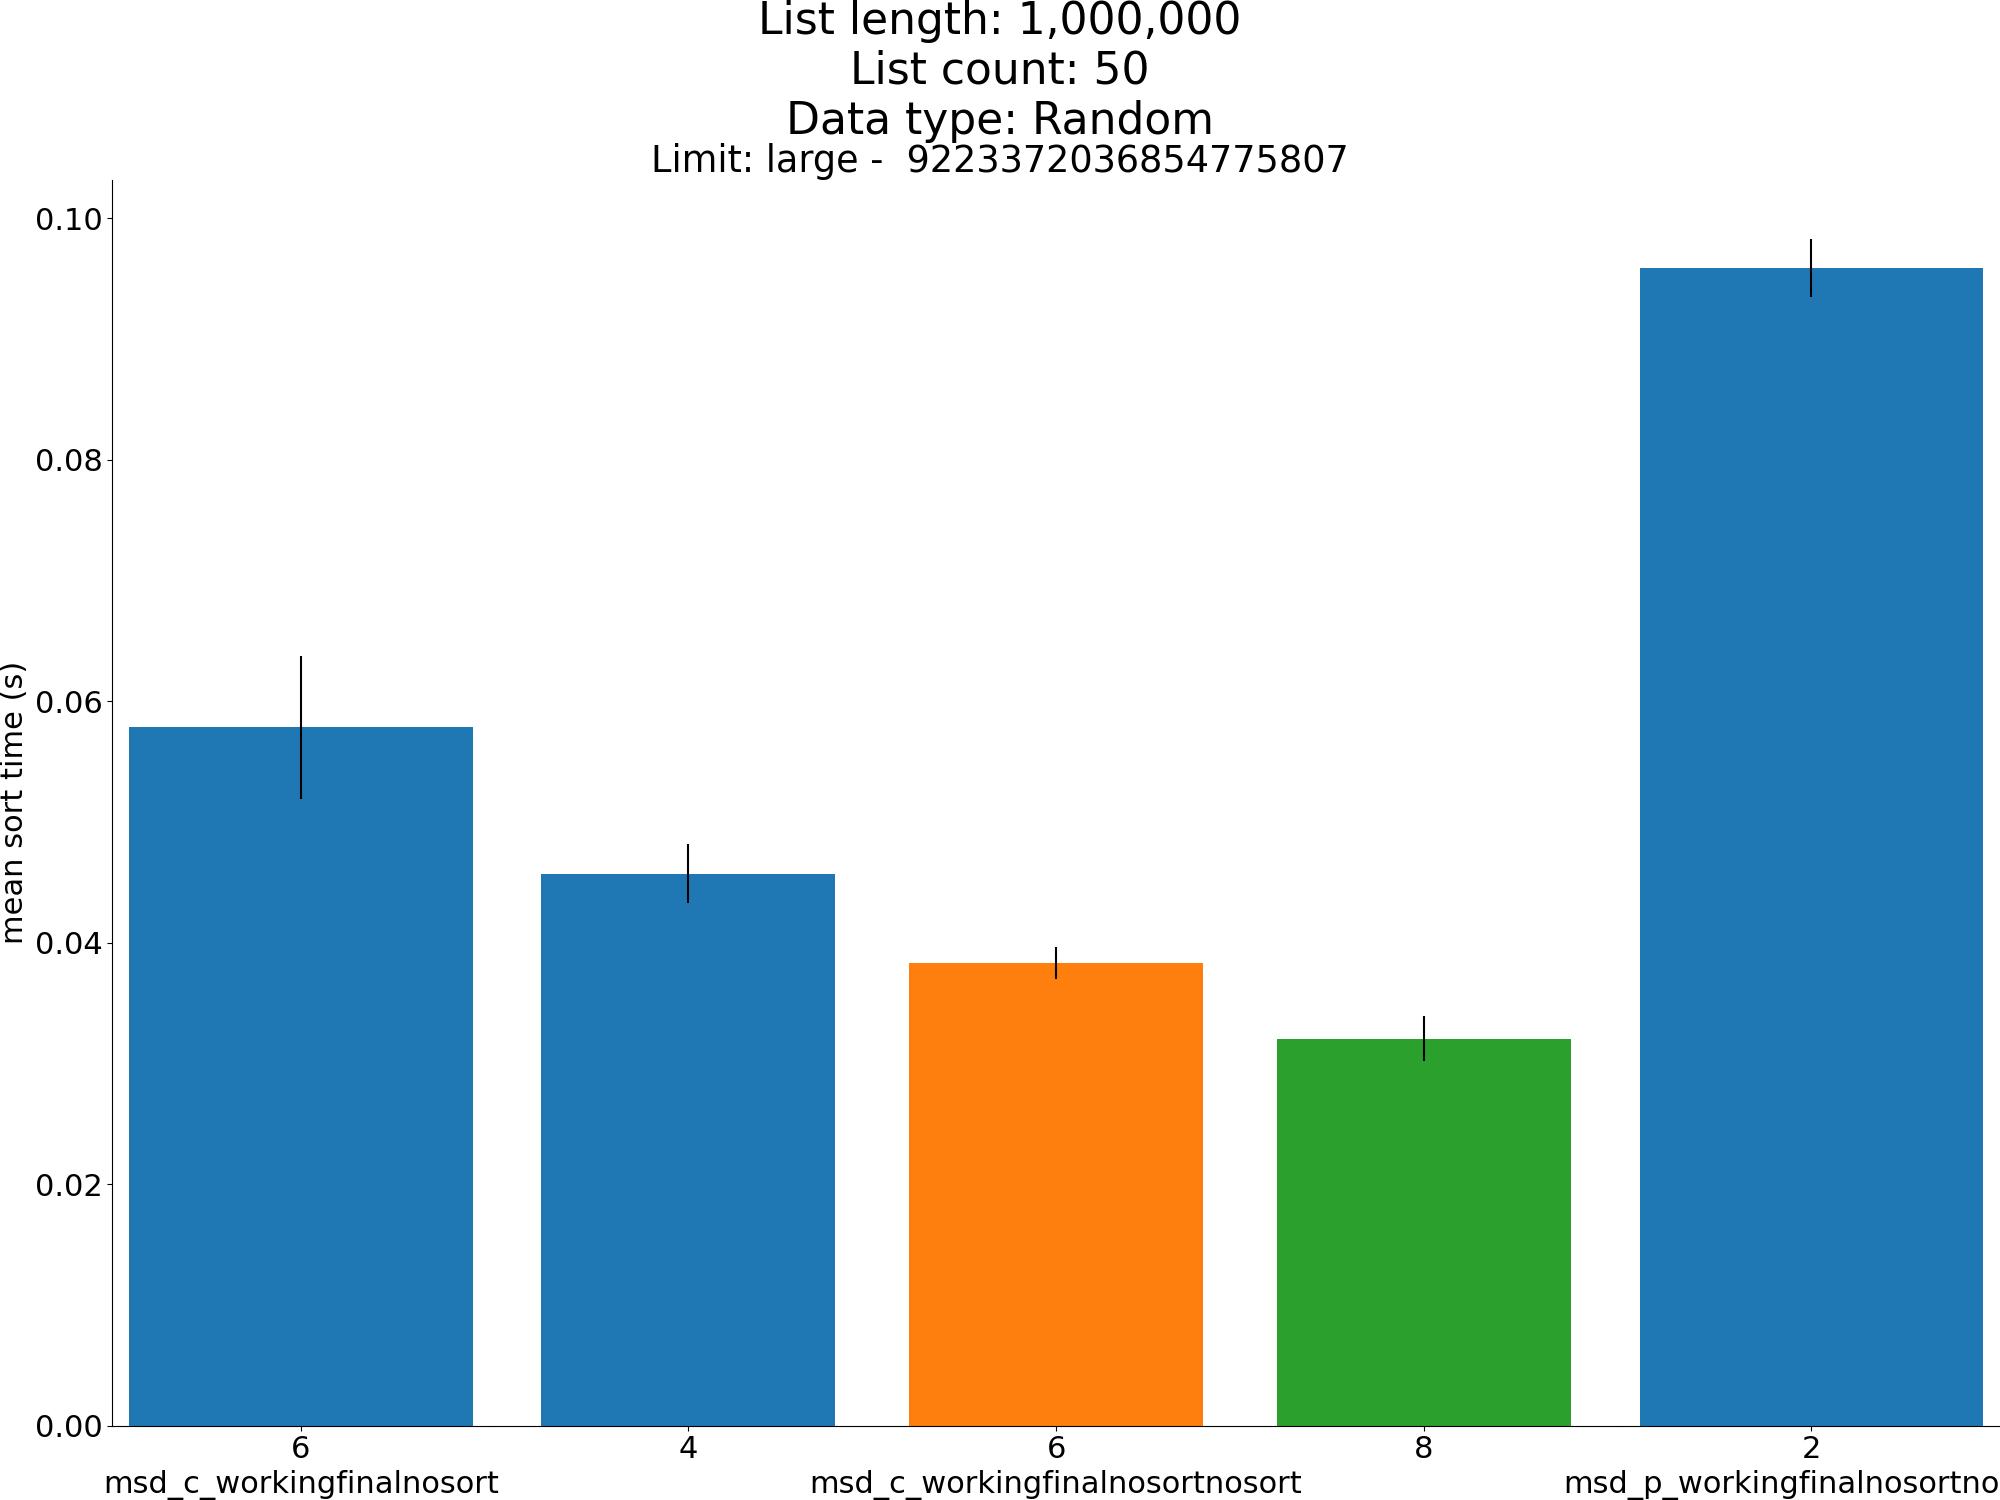 List length: 1,000,000
List count: 50
Data type: Random
Limit: large -  9223372036854775807
mean sort time (s)
0.10
0.08
0.06
0.04
0.02
0.00
6 4 6 8 2
msd_c_workingfinalnosort msd_c_workingfinalnosortnosort msd_p_workingfinalnosortno